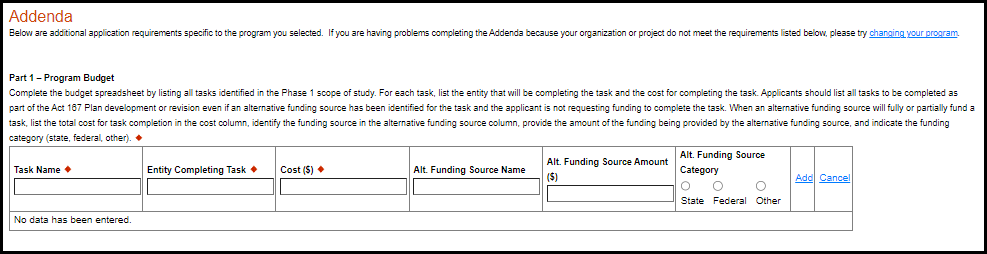 Addenda
Below are additional application requirements specific to the program you selected. If you are having problems completing the Addenda because your organization or project do not meet the requirements listed below, please try changing your program.
Part 1 – Program Budget
Complete the budget spreadsheet by listing all tasks identified in the Phase 1 scope of study. For each task, list the entity that will be completing the task and the cost for completing the task. Applicants should list all tasks to be completed as
part of the Act 167 Plan development or revision even if an alternative funding source has been identified for the task and the applicant is not requesting funding to complete the task. When an alternative funding source will fully or partially fund a
task, list the total cost for task completion in the cost column, identify the funding source in the alternative funding source column, provide the amount of the funding being provided by the alternative funding source, and indicate the funding
category (state, federal, other). ♦
Task Name ♦
Entity Completing Task ♦
Cost ($) ♦
Alt. Funding Source Name
Alt. Funding Source Amount
($)
Alt. Funding Source
Category
State Federal Other
Add Cancel
No data has been entered.